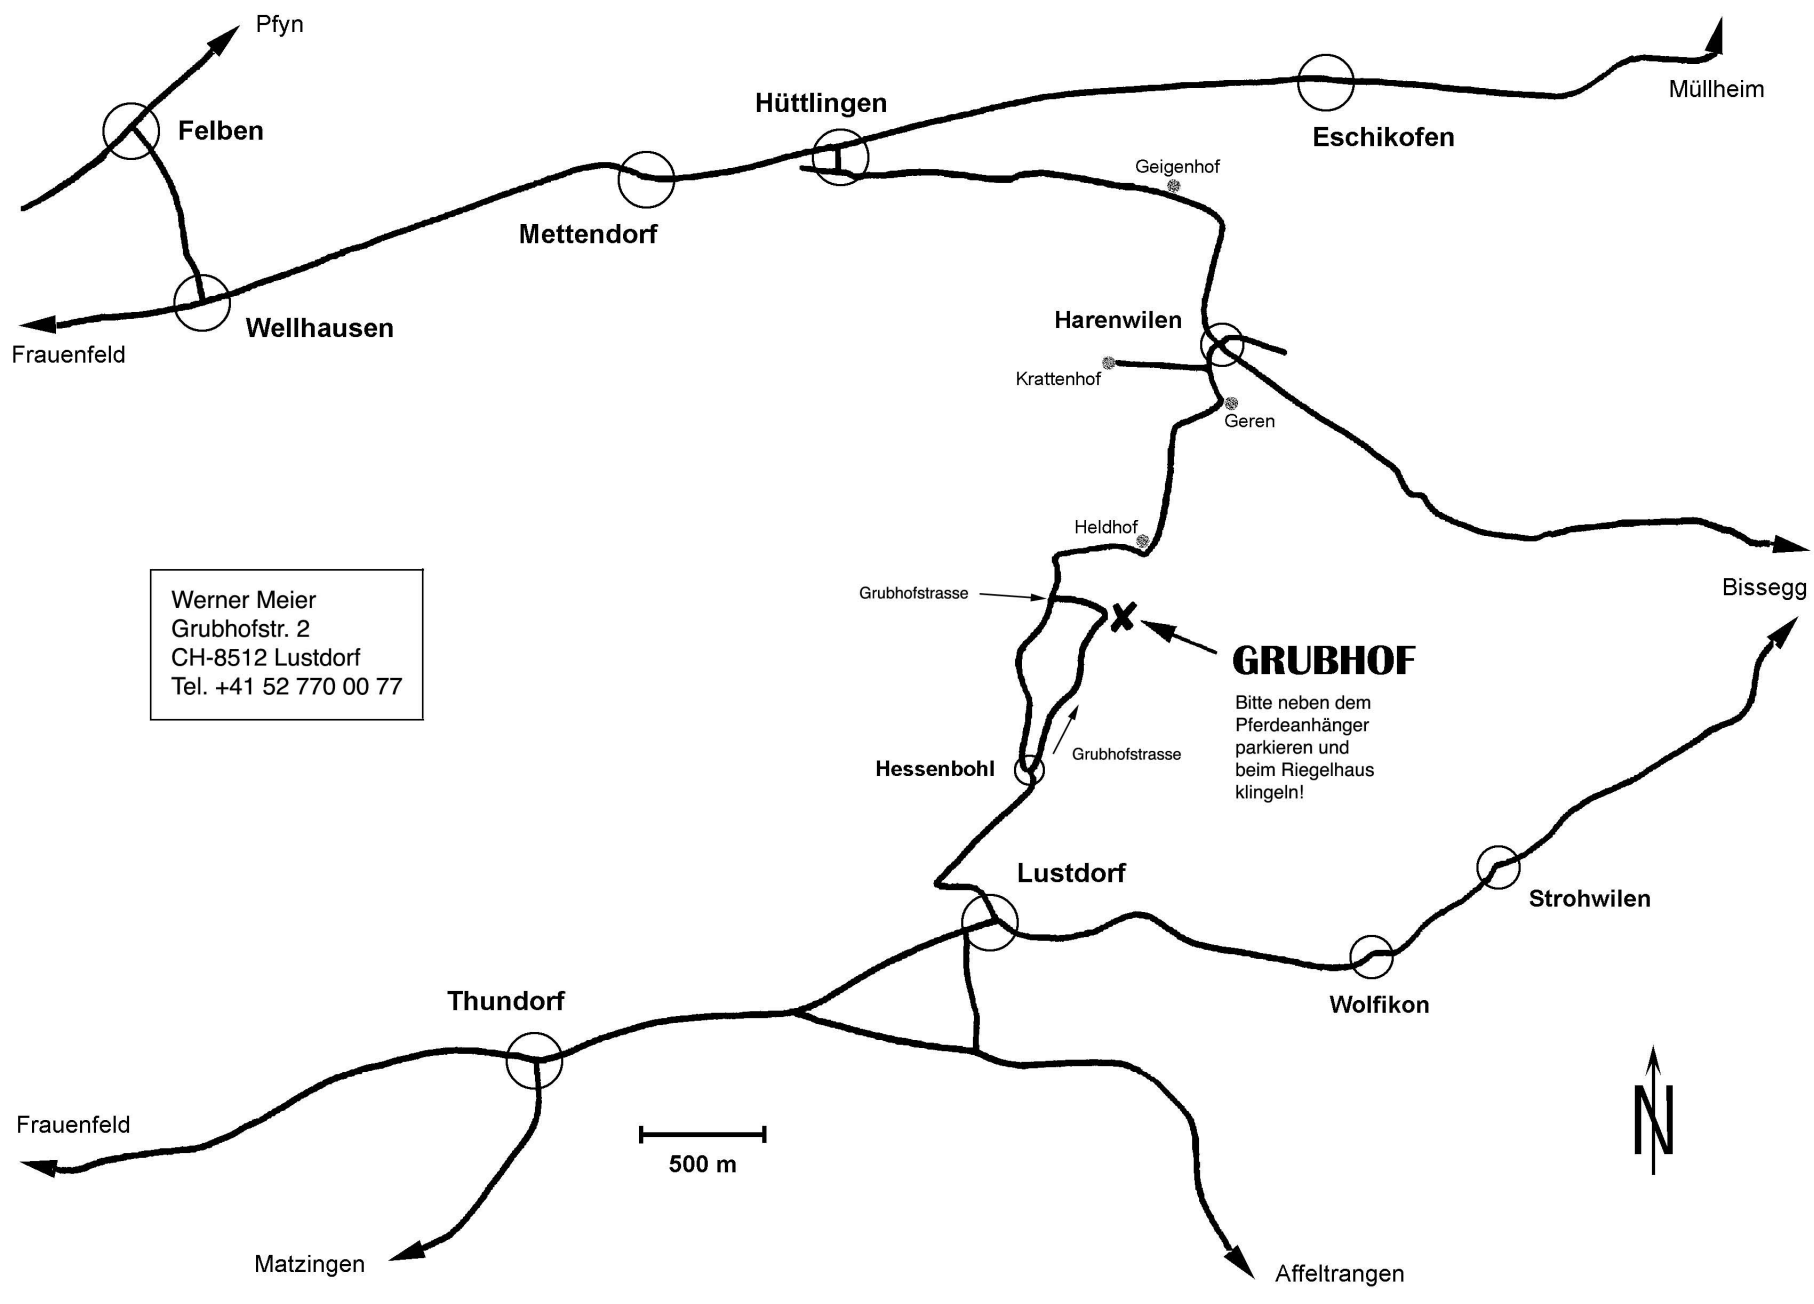 Pfyn
Müllheim
Hüttlingen
Felben
Eschikofen
Geigenhof
Mettendorf
Harenwilen
Wellhausen
Frauenfeld
Krattenhof
Geren
Heldhof
Bissegg
Grubhofstrasse
Werner Meier
Grubhofstr. 2
CH-8512 Lustdorf
Tel. +41 52 770 00 77
GRUBHOF
Bitte neben dem
Pferdeanhänger
parkieren und
beim Riegelhaus
klingeln!
Grubhofstrasse
Hessenbohl
Lustdorf
Strohwilen
Thundorf
Wolfikon
Frauenfeld
500 m
N
Matzingen
Affeltrangen